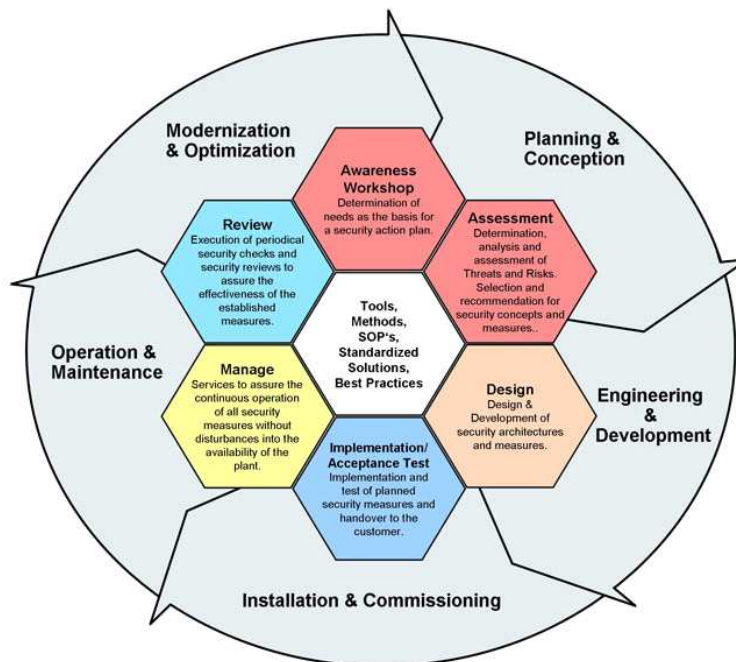 Modernization
& Optimization
Planning &
Conception
Awareness
Workshop
Determination of
needs as the basis for
a security action plan.
Review
Execution of periodical
security checks and
security reviews to
assure the
effectiveness of the
established
measures.
Assessment
Determination,
analysis and
assessment of
Threats and Risks.
Selection and
recommendation for
security concepts and
measures..
Tools,
Methods,
SOP's,
Standardized
Solutions,
Best Practices
Operation &
Maintenance
Manage
Services to assure the
continuous operation
of all security
measures without
disturbances into the
availability of the
plant.
Design
Design &
Development of
security architectures
and measures.
Engineering
&
Development
Implementation/
Acceptance Test
Implementation and
test of planned
security measures and
handover to the
customer.
Installation & Commissioning